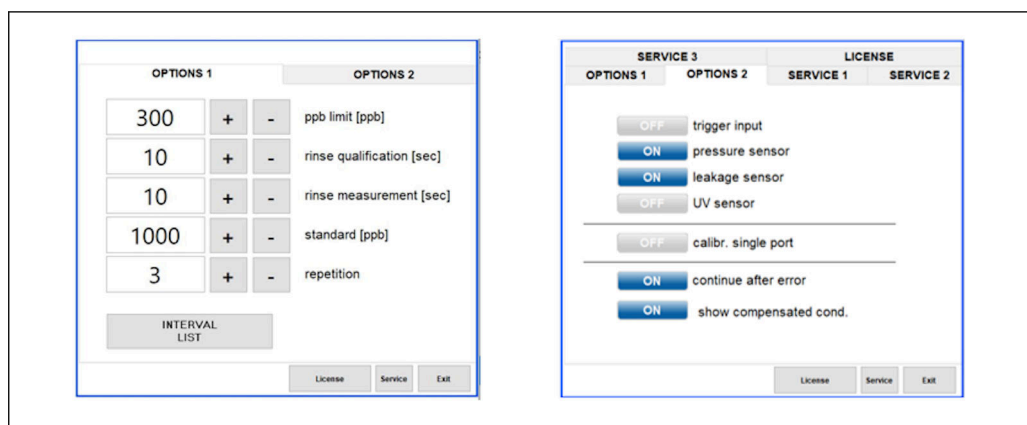 OPTIONS 1 OPTIONS 2
300 + - ppb limit [ppb]
10 + - rinse qualification [sec]
10 + - rinse measurement [sec]
1000 + - standard [ppb]
3 + - repetition
INTERVAL
LIST
License Service Exit
SERVICE 3 LICENSE
OPTIONS 1 OPTIONS 2 SERVICE 1 SERVICE 2
OFF trigger input
ON pressure sensor
ON leakage sensor
OFF UV sensor
OFF calibr. single port
ON continue after error
ON show compensated cond.
License Service Exit